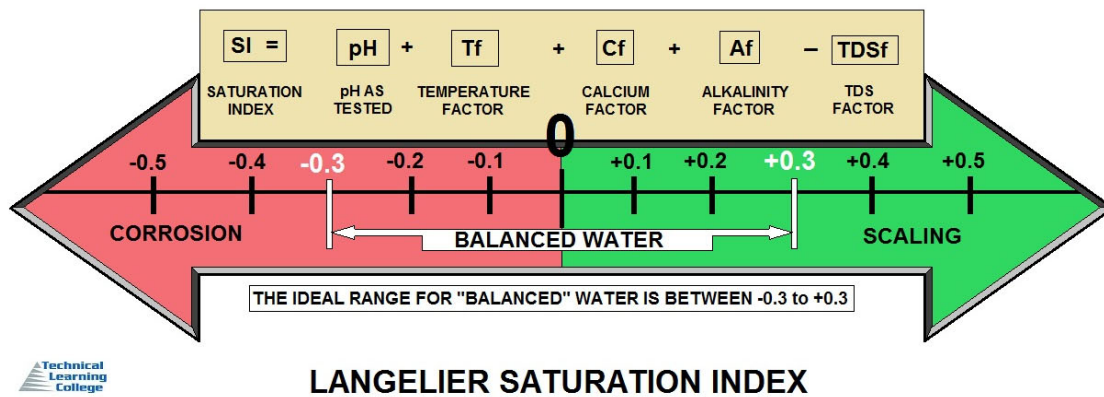 SI = pH + Tf + Cf + Af − TDSf
SATURATION INDEX pH AS TESTED TEMPERATURE FACTOR CALCIUM FACTOR ALKALINITY FACTOR TDS FACTOR
0
-0.5 -0.4 -0.3 -0.2 -0.1 +0.1 +0.2 +0.3 +0.4 +0.5
CORROSION BALANCED WATER SCALING
THE IDEAL RANGE FOR "BALANCED" WATER IS BETWEEN -0.3 to +0.3
Technical
Learning
College
LANGELIER SATURATION INDEX